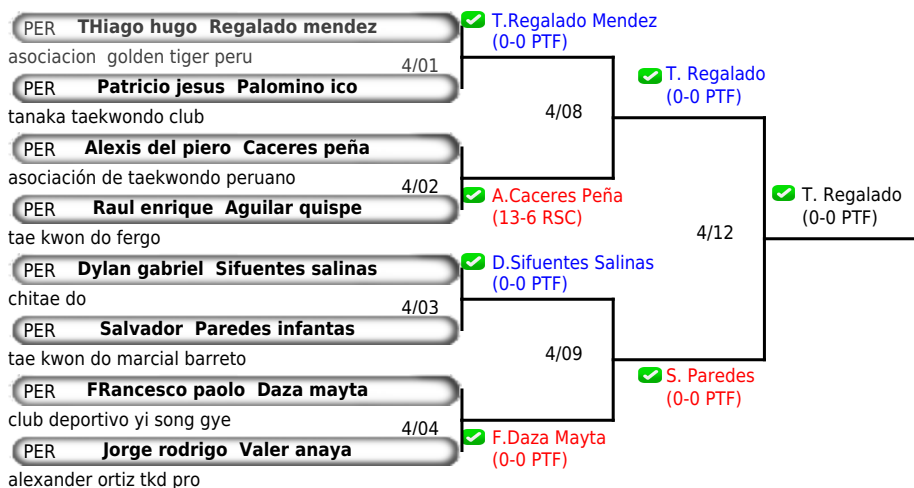 PER THiago hugo Regalado mendez
asociacion golden tiger peru
4/01
PER Patricio jesus Palomino ico
tanaka taekwondo club
PER Alexis del piero Caceres peña
asociación de taekwondo peruano
4/02
PER Raul enrique Aguilar quispe
tae kwon do fergo
PER Dylan gabriel Sifuentes salinas
chitae do
4/03
PER Salvador Paredes infantas
tae kwon do marcial barreto
PER FRancesco paolo Daza mayta
club deportivo yi song gye
4/04
PER Jorge rodrigo Valer anaya
alexander ortiz tkd pro
T.Regalado Mendez
(0-0 PTF)
4/08
A.Caceres Peña
(13-6 RSC)
D.Sifuentes Salinas
(0-0 PTF)
4/09
F.Daza Mayta
(0-0 PTF)
T. Regalado
(0-0 PTF)
4/12
S. Paredes
(0-0 PTF)
T. Regalado
(0-0 PTF)